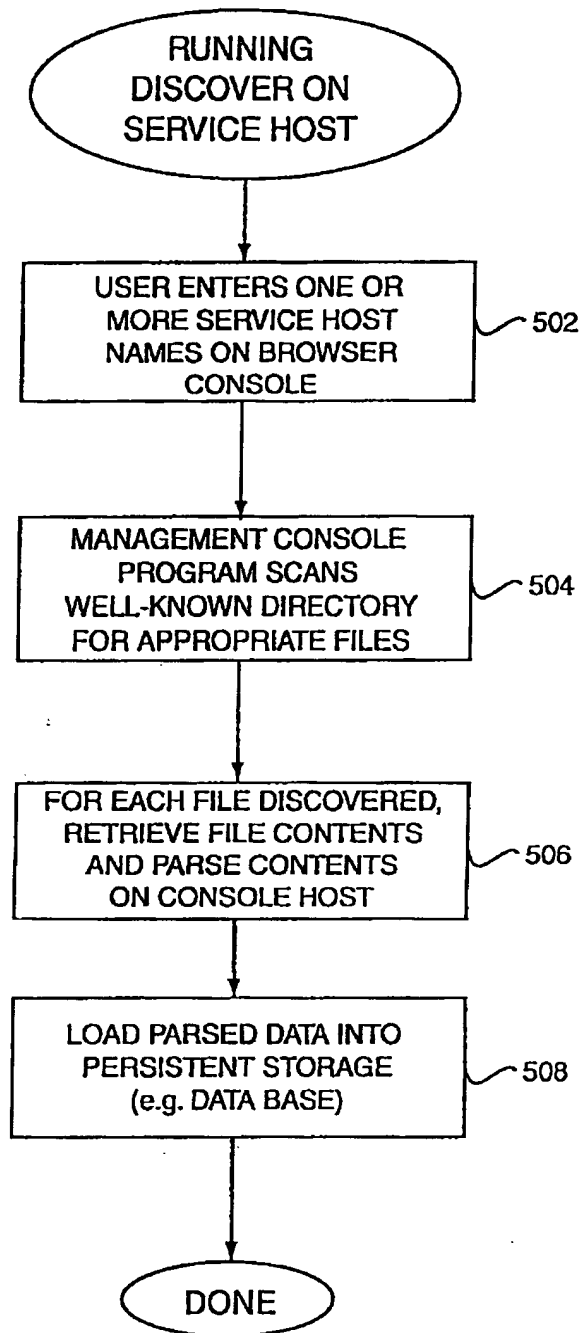 RUNNING
DISCOVER ON
SERVICE HOST
USER ENTERS ONE OR
MORE SERVICE HOST
NAMES ON BROWSER
CONSOLE
502
MANAGEMENT CONSOLE
PROGRAM SCANS
WELL-KNOWN DIRECTORY
FOR APPROPRIATE FILES
504
FOR EACH FILE DISCOVERED,
RETRIEVE FILE CONTENTS
AND PARSE CONTENTS
ON CONSOLE HOST
506
LOAD PARSED DATA INTO
PERSISTENT STORAGE
(e.g. DATA BASE)
508
DONE